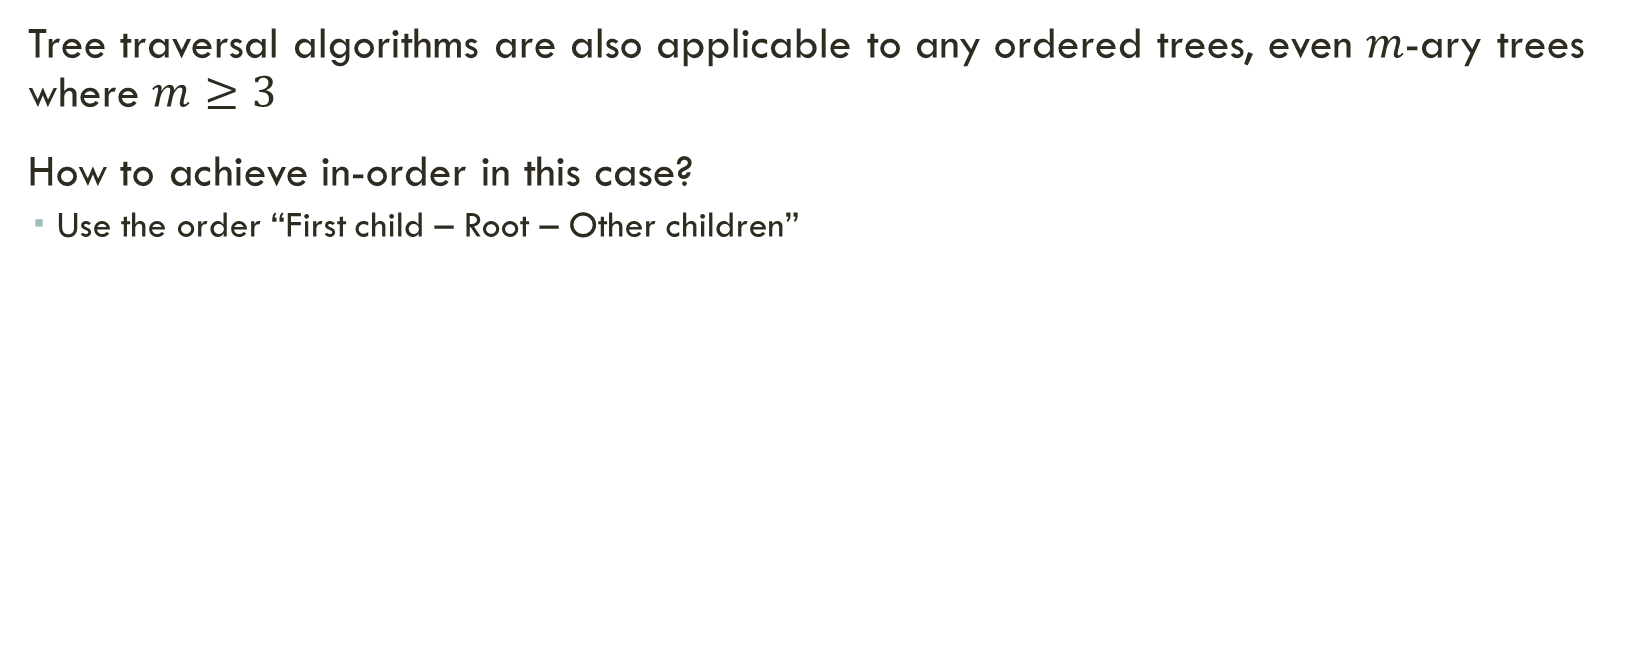 Tree traversal algorithms are also applicable to any ordered trees, even 𝑚-ary trees
where 𝑚 ≥ 3
How to achieve in-order in this case?
▪ Use the order “First child – Root – Other children”